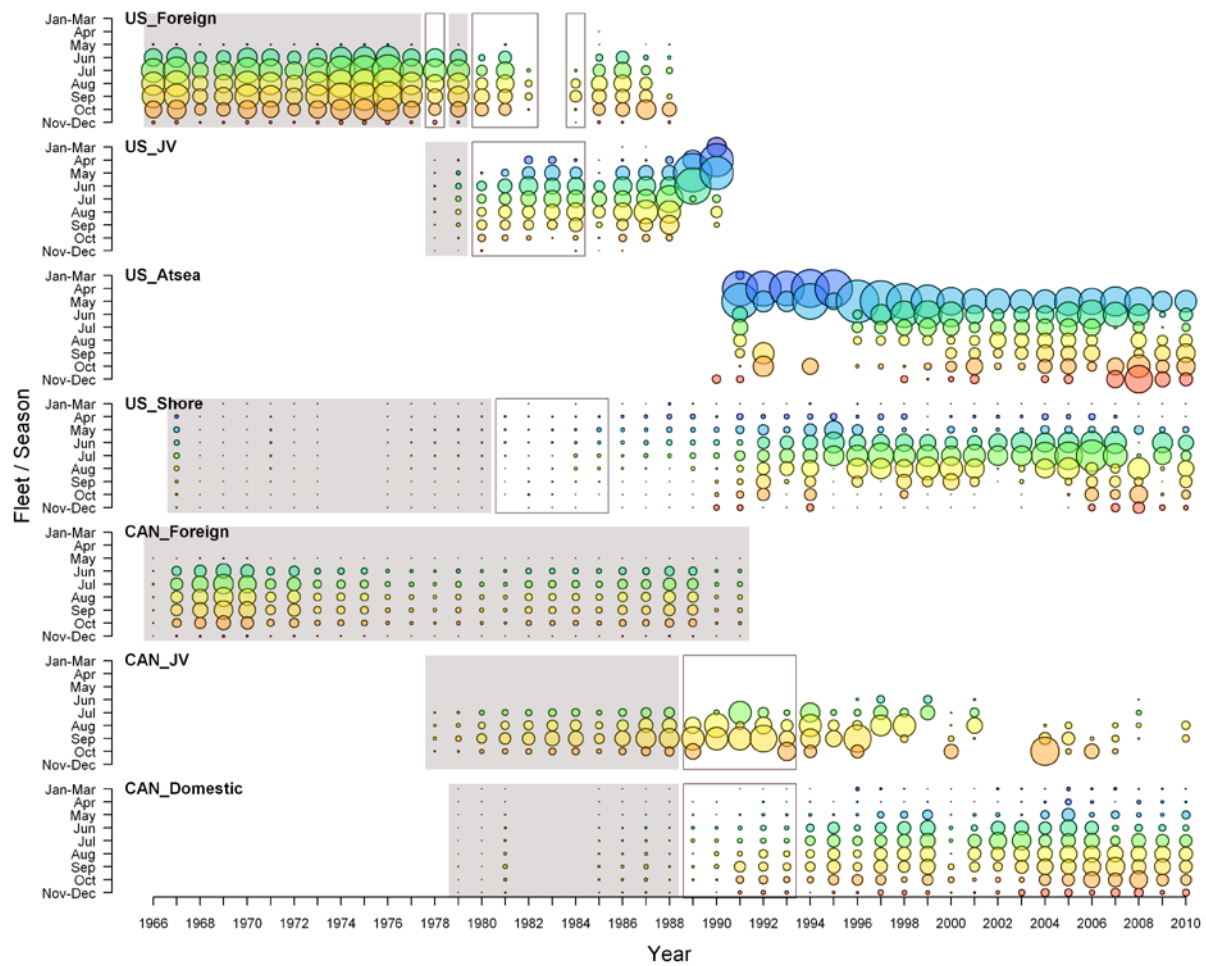 US_Foreign
Jan-Mar
Apr
May
Jun
Jul
Aug
Sep
Oct
Nov-Dec
US_JV
Jan-Mar
Apr
May
Jun
Jul
Aug
Sep
Oct
Nov-Dec
US_Atsea
Jan-Mar
Apr
May
Jun
Jul
Aug
Sep
Oct
Nov-Dec
US_Shore
Jan-Mar
Apr
May
Jun
Jul
Aug
Sep
Oct
Nov-Dec
CAN_Foreign
Jan-Mar
Apr
May
Jun
Jul
Aug
Sep
Oct
Nov-Dec
CAN_JV
Jan-Mar
Apr
May
Jun
Jul
Aug
Sep
Oct
Nov-Dec
CAN_Domestic
Jan-Mar
Apr
May
Jun
Jul
Aug
Sep
Oct
Nov-Dec
Fleet / Season
1966 1968 1970 1972 1974 1976 1978 1980 1982 1984 1986 1988 1990 1992 1994 1996 1998 2000 2002 2004 2006 2008 2010
Year